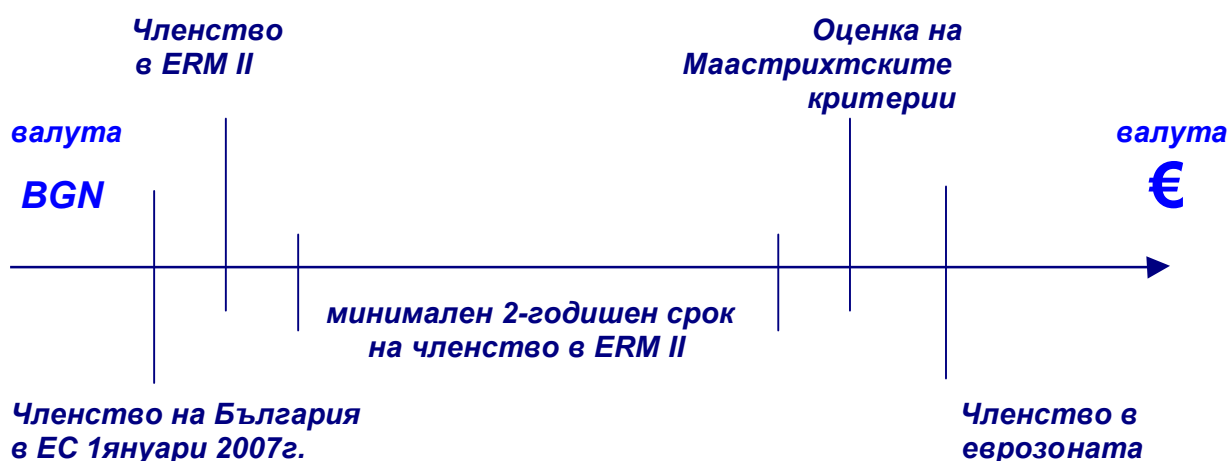 Членство
в ERM II
Оценка на
Маастрихтските
критерии
валута
BGN
валута
€
минимален 2-годишен срок
на членство в ERM II
Членство на България
в ЕС 1януари 2007г.
Членство в
еврозоната